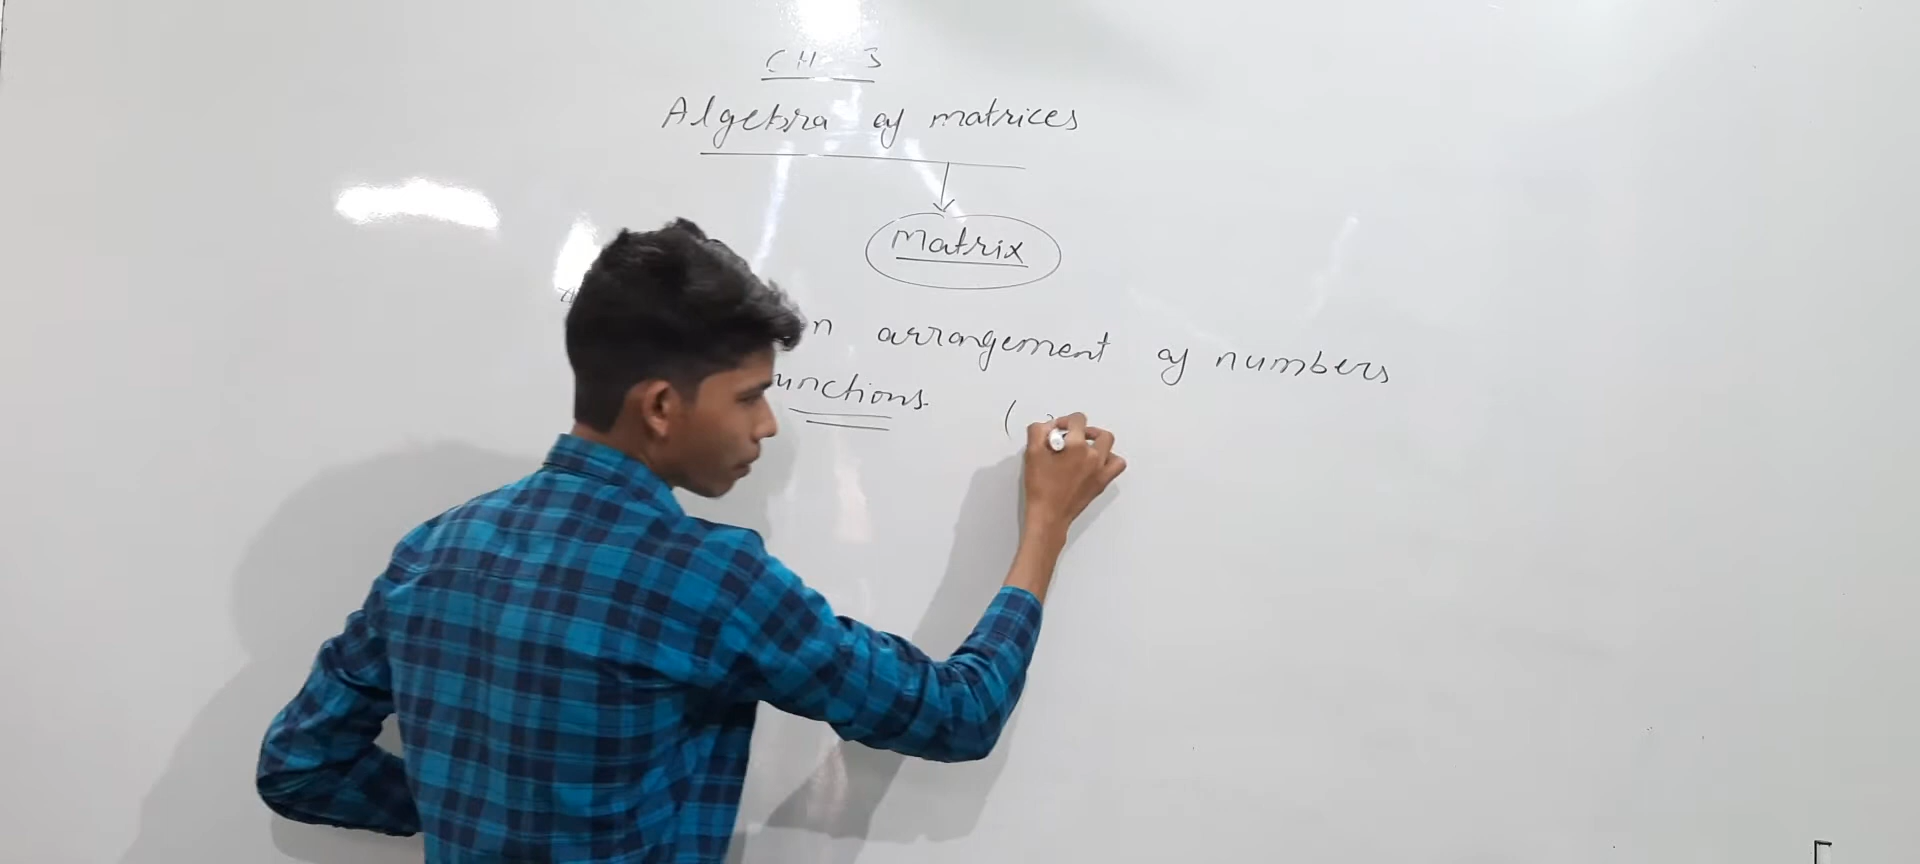 CH-3
Algebra of matrices
Matrix
n arrangement of numbers
unctions. (